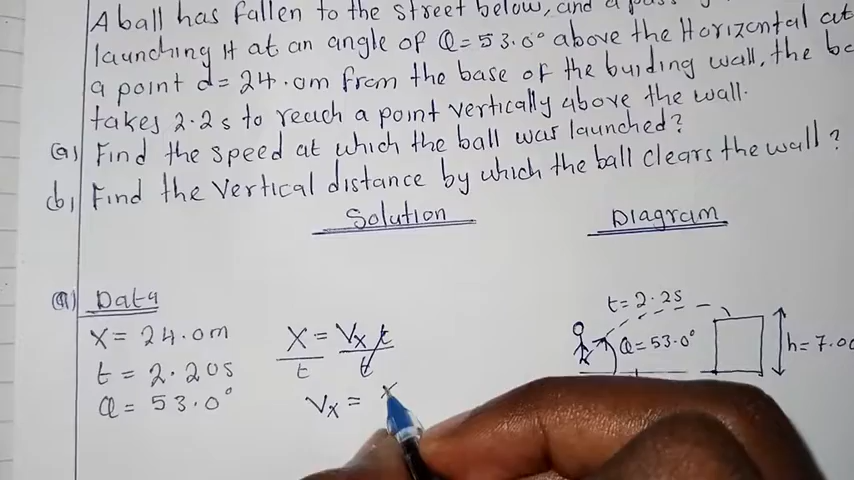 A ball has fallen to the street below, and a
launching it at an angle of Q = 53.0° above the Horizontal at
a point d = 24.0m from the base of the buiding wall, the
takes 2.2s to reach a point vertically above the wall.
(a) Find the speed at which the ball was launched?
(b) Find the vertical distance by which the ball clears the wall?
Solution Diagram
(a) Data
X = 24.0m
t = 2.20s
Q = 53.0°
X = Vx t
t t
Vx = X
t = 2.2s
Q = 53.0°
h = 7.00